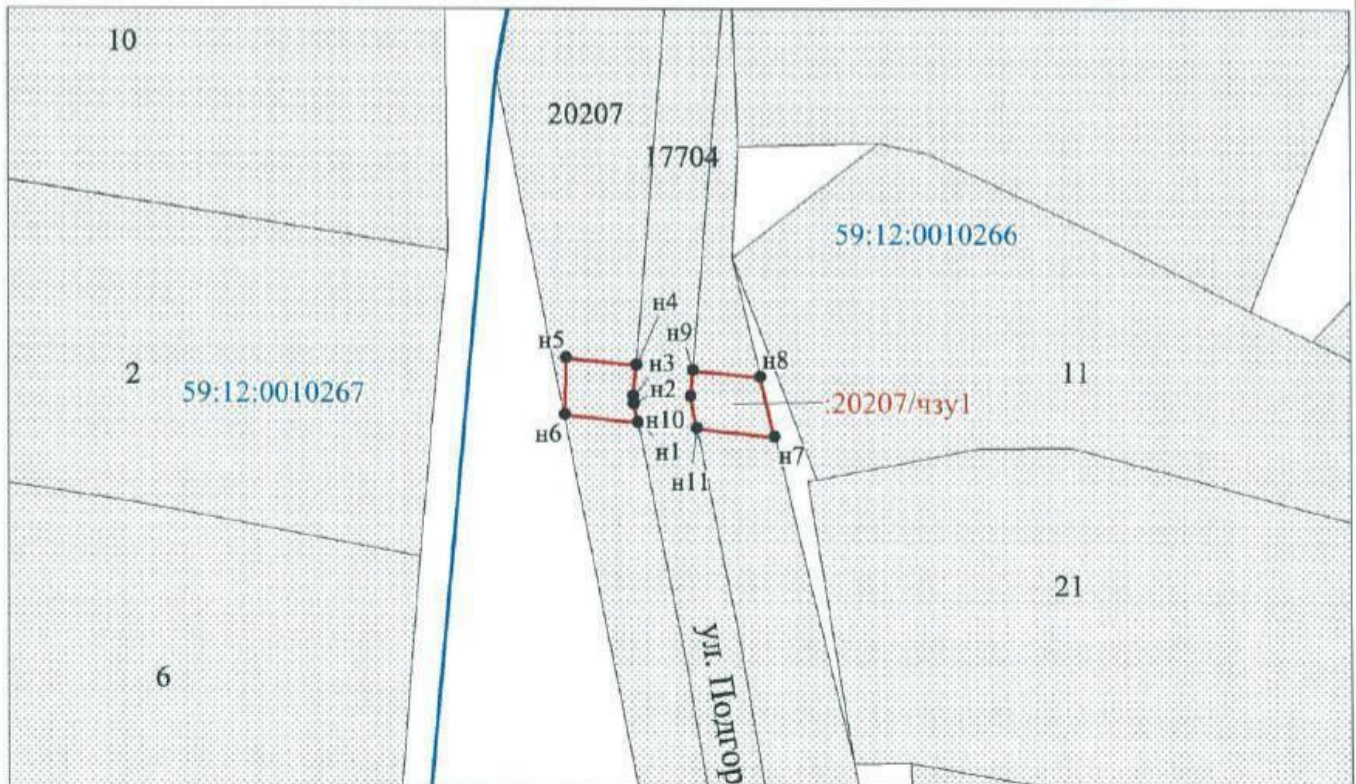 10
20207
17704
59:12:0010266
н4
н9
н5
н3
н8
2
11
59:12:0010267
н2
:20207/чзу1
н6
н10
н1
н7
н11
21
6
ул. Подгор